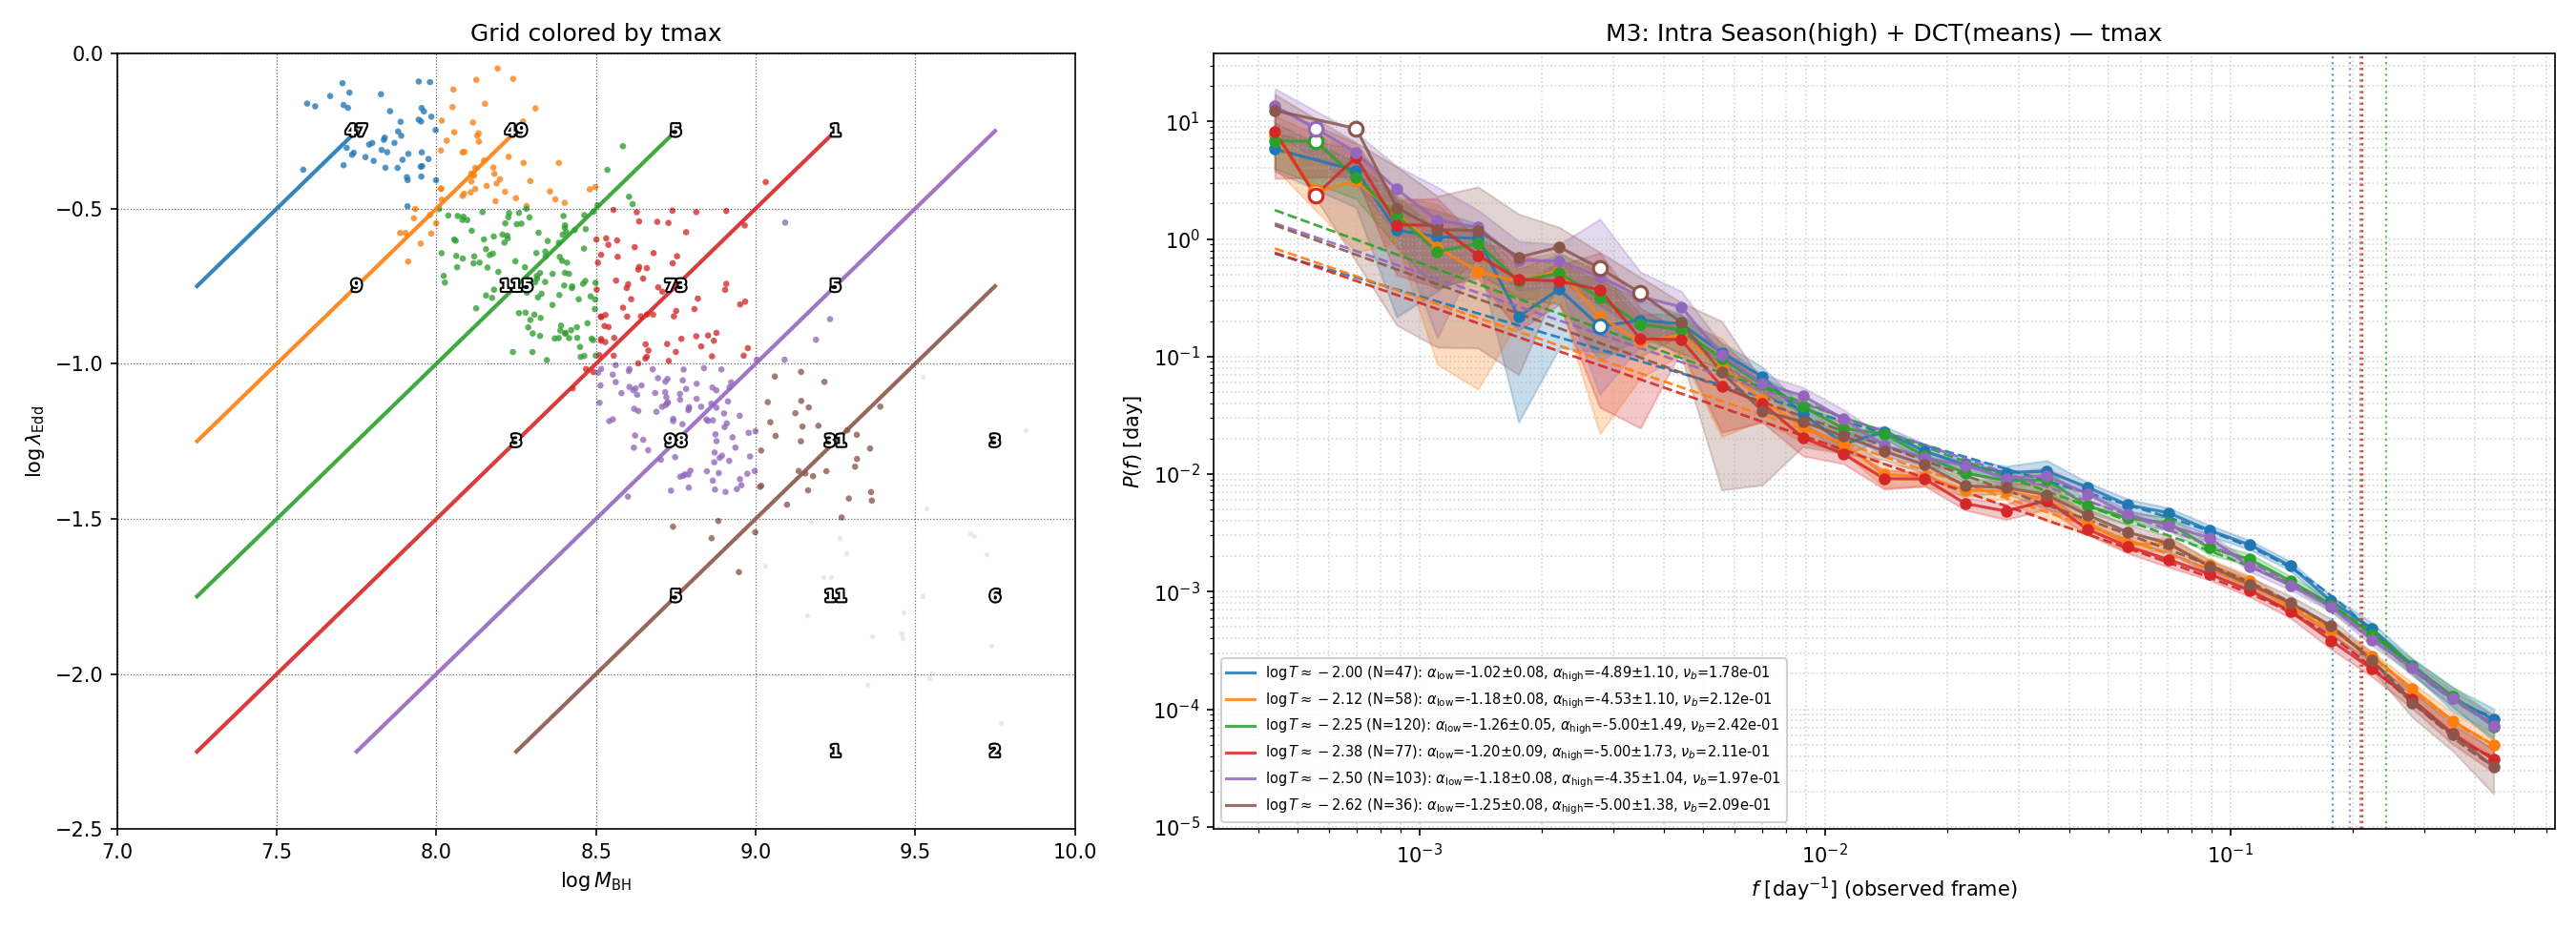 Grid colored by tmax
0.0
−0.5
−1.0
−1.5
−2.0
−2.5
log λEdd
47
49
5
1
9
115
73
5
3
98
31
3
5
11
6
1
2
7.0 7.5 8.0 8.5 9.0 9.5 10.0
log MBH
M3: Intra Season(high) + DCT(means) — tmax
10¹
10⁰
10⁻¹
10⁻²
10⁻³
10⁻⁴
10⁻⁵
P(f) [day]
log T ≈ −2.00 (N=47): αlow=-1.02±0.08, αhigh=-4.89±1.10, νb=1.78e-01
log T ≈ −2.12 (N=58): αlow=-1.18±0.08, αhigh=-4.53±1.10, νb=2.12e-01
log T ≈ −2.25 (N=120): αlow=-1.26±0.05, αhigh=-5.00±1.49, νb=2.42e-01
log T ≈ −2.38 (N=77): αlow=-1.20±0.09, αhigh=-5.00±1.73, νb=2.11e-01
log T ≈ −2.50 (N=103): αlow=-1.18±0.08, αhigh=-4.35±1.04, νb=1.97e-01
log T ≈ −2.62 (N=36): αlow=-1.25±0.08, αhigh=-5.00±1.38, νb=2.09e-01
10⁻³ 10⁻² 10⁻¹
f [day⁻¹] (observed frame)